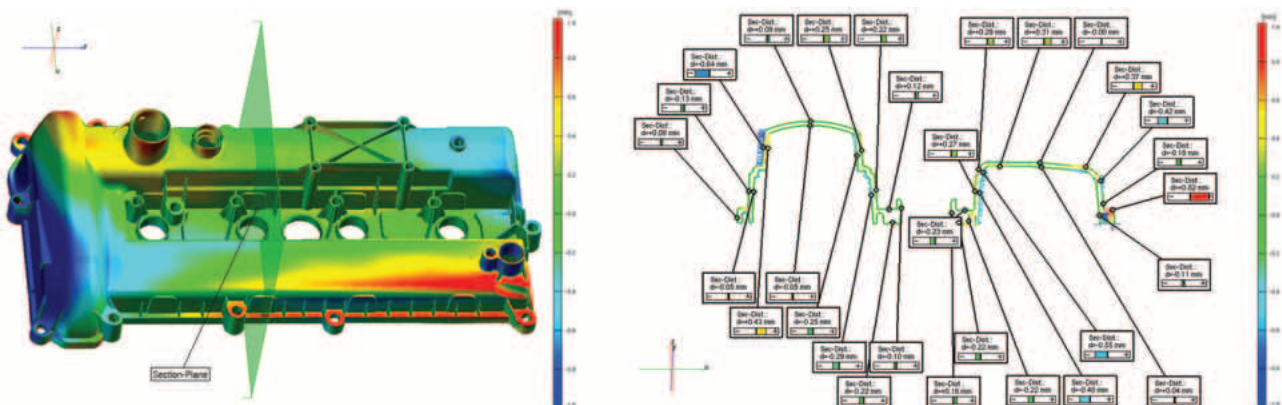 [mm]
Section-Plane
[mm]
Sec-Dist.:
d=+0.09 mm
Sec-Dist.:
d=+0.25 mm
Sec-Dist.:
d=+0.22 mm
Sec-Dist.:
d=+0.29 mm
Sec-Dist.:
d=+0.31 mm
Sec-Dist.:
d=-0.00 mm
Sec-Dist.:
d=-0.64 mm
Sec-Dist.:
d=+0.12 mm
Sec-Dist.:
d=+0.37 mm
Sec-Dist.:
d=-0.13 mm
Sec-Dist.:
d=-0.42 mm
Sec-Dist.:
d=+0.08 mm
Sec-Dist.:
d=+0.27 mm
Sec-Dist.:
d=-0.16 mm
Sec-Dist.:
d=+0.82 mm
Sec-Dist.:
d=-0.23 mm
Sec-Dist.:
d=-0.11 mm
Sec-Dist.:
d=-0.05 mm
Sec-Dist.:
d=-0.05 mm
Sec-Dist.:
d=+0.43 mm
Sec-Dist.:
d=-0.25 mm
Sec-Dist.:
d=-0.29 mm
Sec-Dist.:
d=-0.10 mm
Sec-Dist.:
d=-0.22 mm
Sec-Dist.:
d=-0.55 mm
Sec-Dist.:
d=-0.22 mm
Sec-Dist.:
d=+0.16 mm
Sec-Dist.:
d=-0.22 mm
Sec-Dist.:
d=-0.40 mm
Sec-Dist.:
d=+0.04 mm